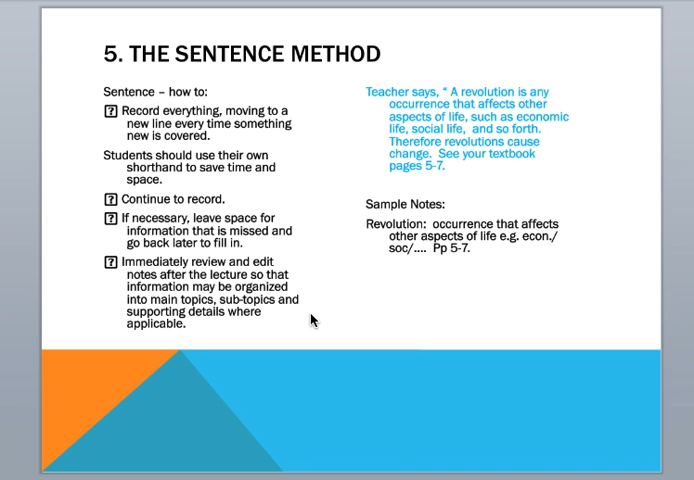 5. THE SENTENCE METHOD
Sentence – how to:
Record everything, moving to a
new line every time something
new is covered.
Students should use their own
shorthand to save time and
space.
Continue to record.
If necessary, leave space for
information that is missed and
go back later to fill in.
Immediately review and edit
notes after the lecture so that
information may be organized
into main topics, sub-topics and
supporting details where
applicable.
Teacher says, “ A revolution is any
occurrence that affects other
aspects of life, such as economic
life, social life,  and so forth.
Therefore revolutions cause
change.  See your textbook
pages 5-7.
Sample Notes:
Revolution:  occurrence that affects
other aspects of life e.g. econ./
soc/....  Pp 5-7.